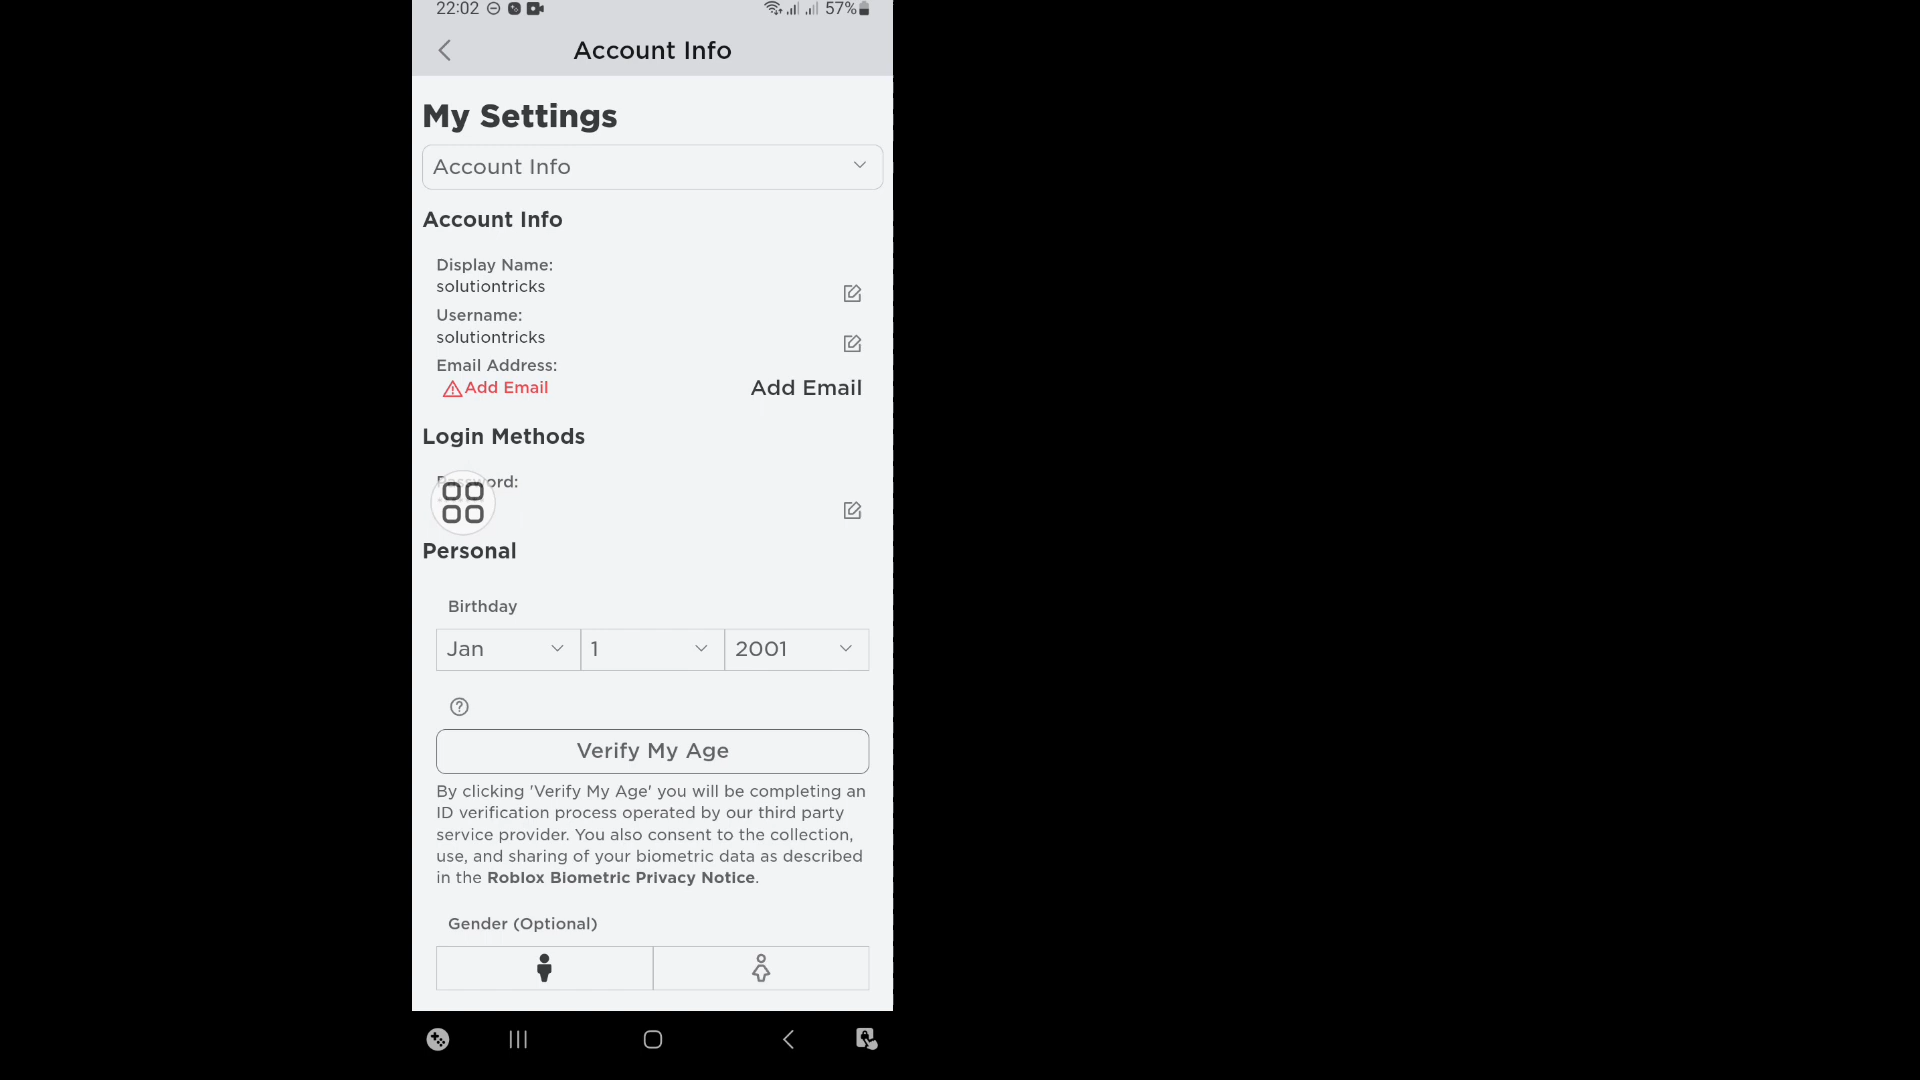 22:02 57%
Account Info
My Settings
Account Info
Account Info
Display Name:
solutiontricks
Username:
solutiontricks
Email Address:
Add Email Add Email
Login Methods
Password:
Personal
Birthday
Jan 1 2001
Verify My Age
By clicking 'Verify My Age' you will be completing an
ID verification process operated by our third party
service provider. You also consent to the collection,
use, and sharing of your biometric data as described
in the Roblox Biometric Privacy Notice.
Gender (Optional)